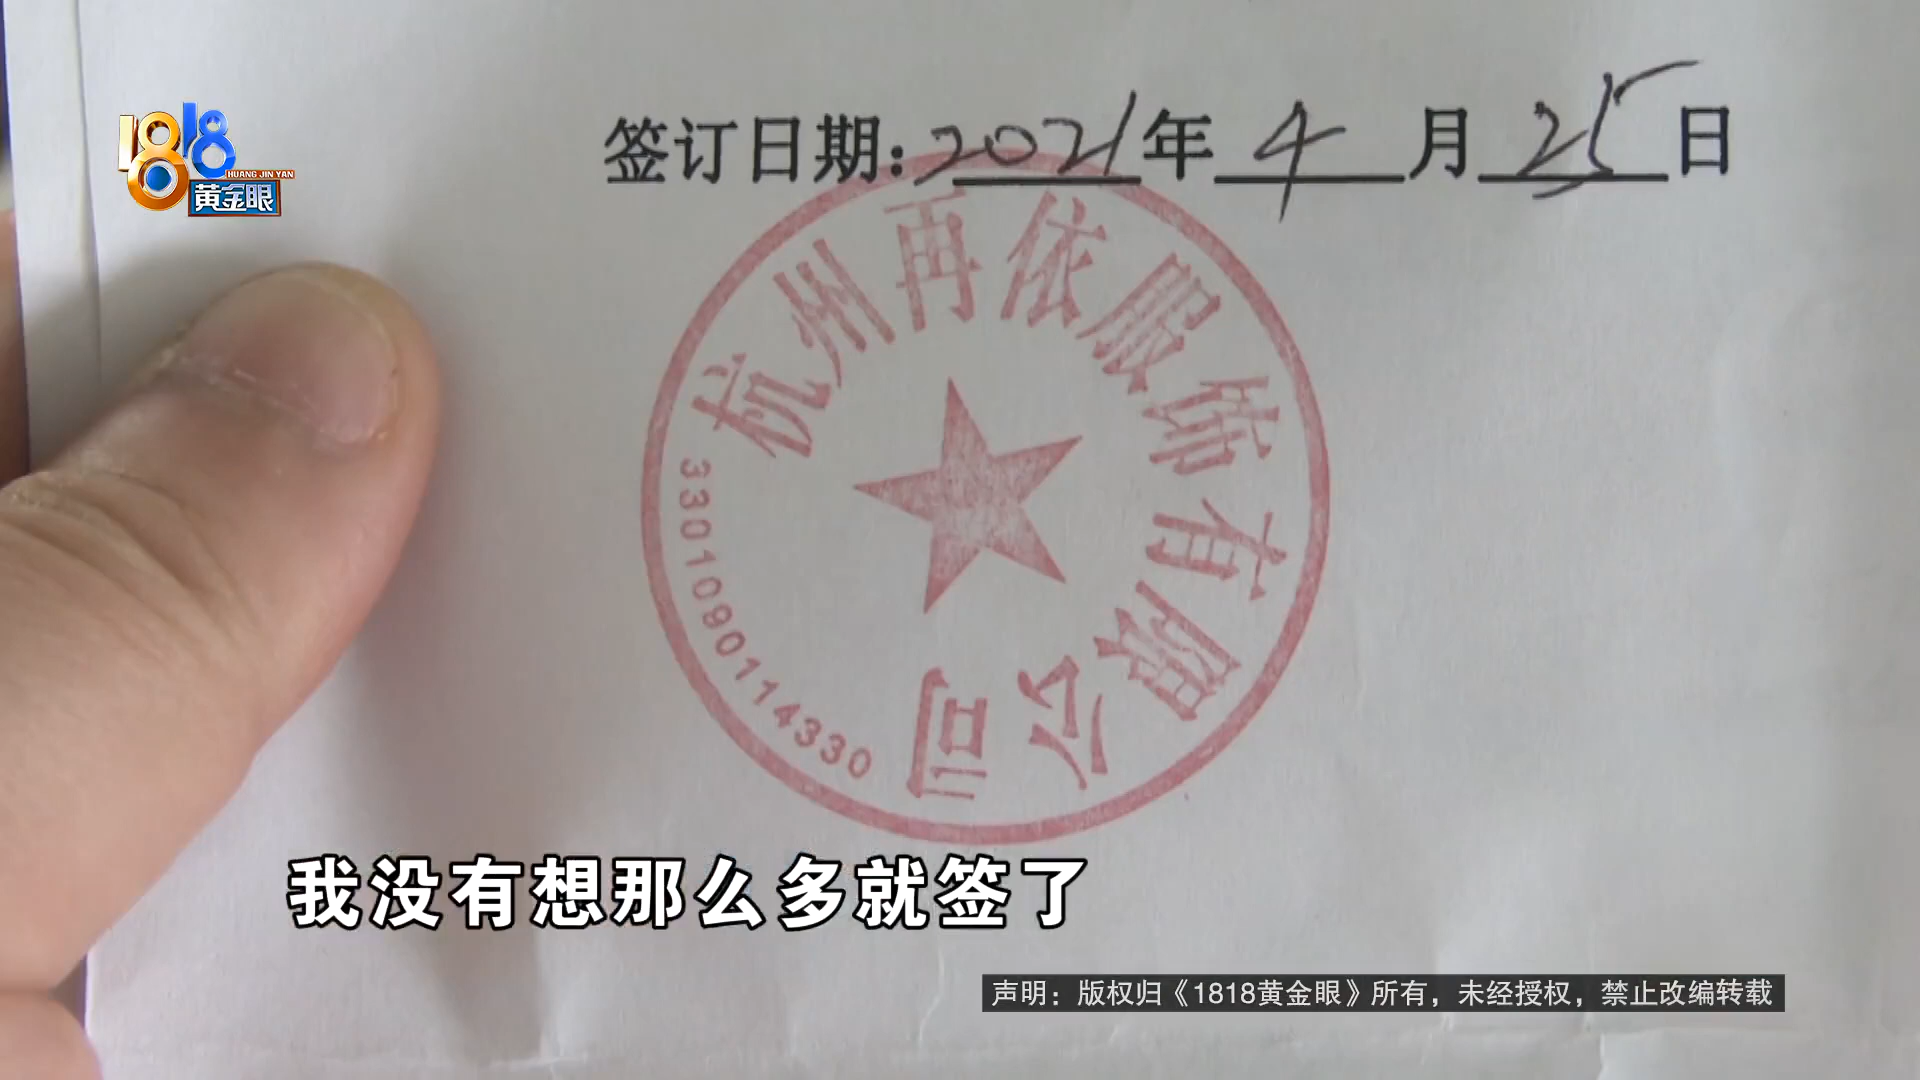 1818
HUANG JIN YAN
黄金眼
签订日期：2021年4月25日
杭州再依服饰有限公司
3301090114330
我没有想那么多就签了
声明：版权归《1818黄金眼》所有，未经授权，禁止改编转载